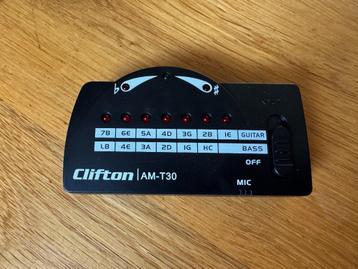 ♭ ♯
7B 6E 5A 4D 3G 2B 1E GUITAR
LB 4E 3A 2D 1G HC BASS
OFF
Clifton AM-T30
MIC